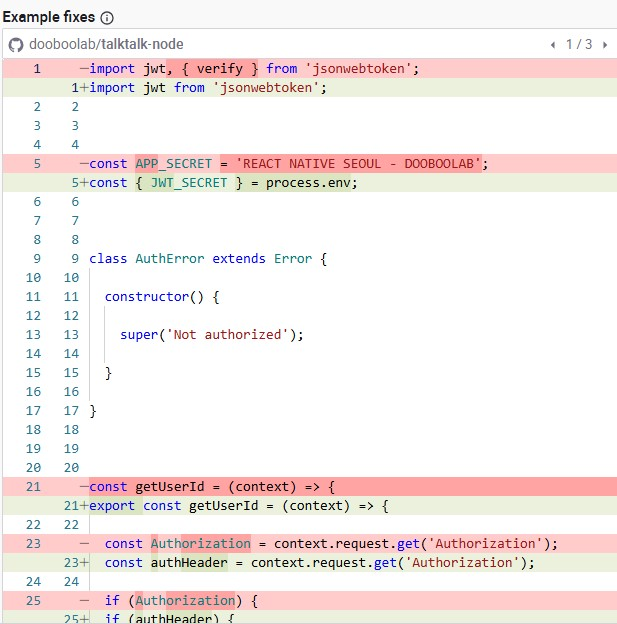 Example fixes
dooboolab/talktalk-node 1 / 3
1 −import jwt, { verify } from 'jsonwebtoken';
1+import jwt from 'jsonwebtoken';
2 2
3 3
4 4
5 −const APP_SECRET = 'REACT NATIVE SEOUL - DOOBOOLAB';
5+const { JWT_SECRET } = process.env;
6 6
7 7
8 8
9 9 class AuthError extends Error {
10 10
11 11 constructor() {
12 12
13 13 super('Not authorized');
14 14
15 15 }
16 16
17 17 }
18 18
19 19
20 20
21 −const getUserId = (context) => {
21+export const getUserId = (context) => {
22 22
23 − const Authorization = context.request.get('Authorization');
23+ const authHeader = context.request.get('Authorization');
24 24
25 − if (Authorization) {
25+ if (authHeader) {